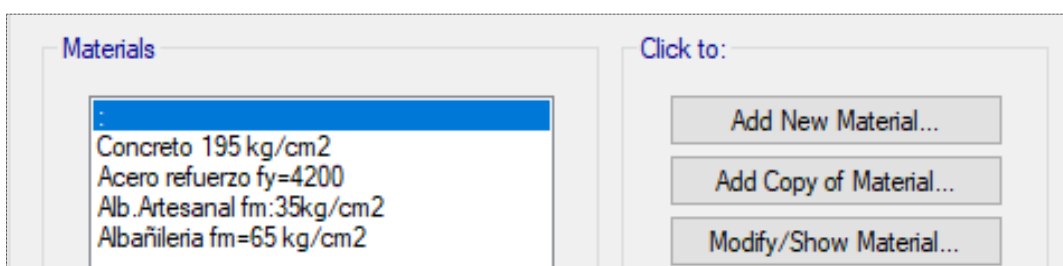 Materials
:
Concreto 195 kg/cm2
Acero refuerzo fy=4200
Alb.Artesanal fm:35kg/cm2
Albañileria fm=65 kg/cm2
Click to:
Add New Material...
Add Copy of Material...
Modify/Show Material...